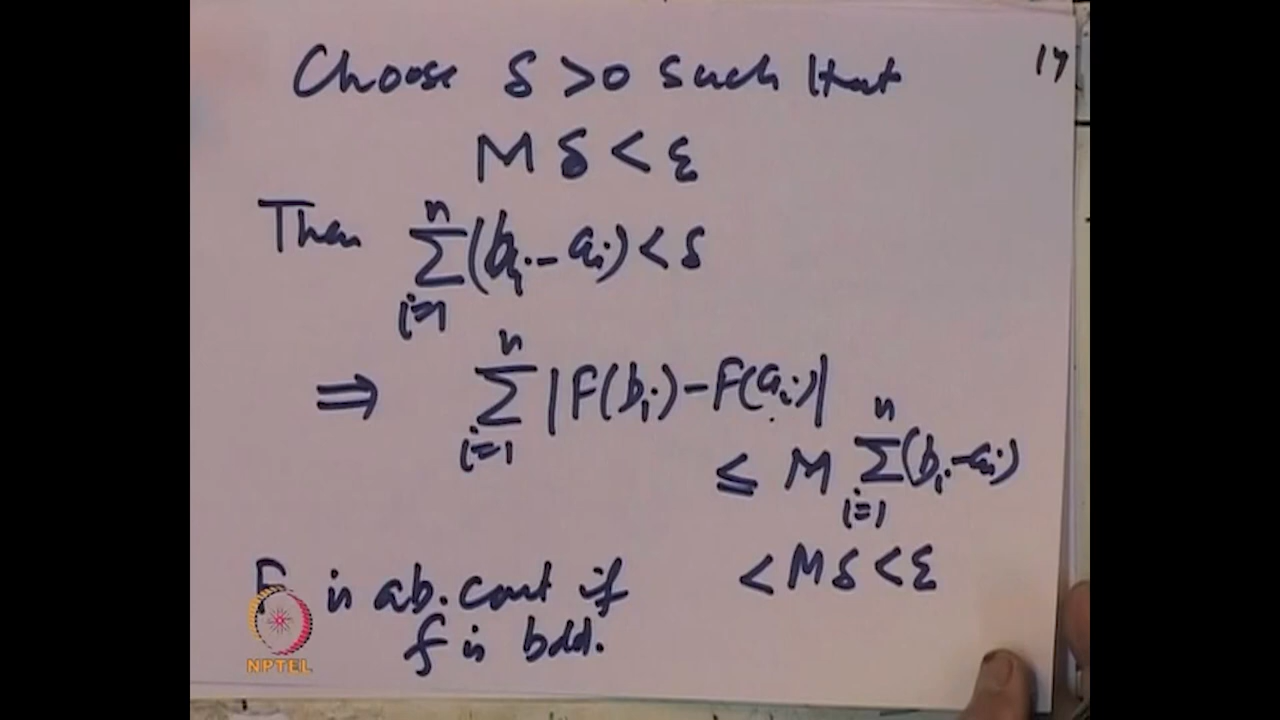 17
Choose δ > 0 such that
M δ < ε
Then ∑_{i=1}^{n} (b_i - a_i) < δ
⇒ ∑_{i=1}^{n} |F(b_i) - F(a_i)|
≤ M ∑_{i=1}^{n} (b_i - a_i)
< M δ < ε
F is ab. cont if
f is bdd.
NPTEL